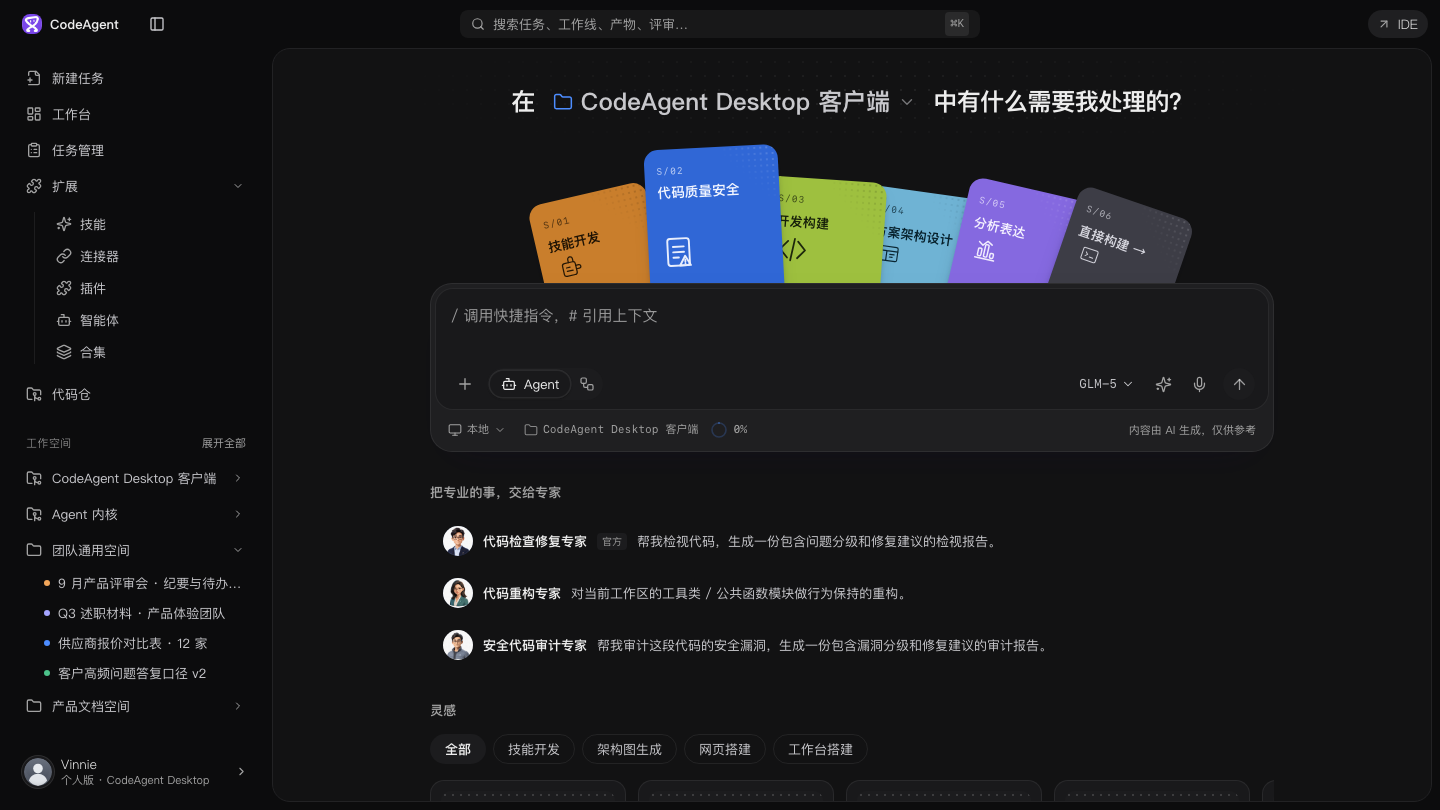 CodeAgent
搜索任务、工作线、产物、评审...
⌘K
IDE
新建任务
工作台
任务管理
扩展
技能
连接器
插件
智能体
合集
代码仓
工作空间
展开全部
CodeAgent Desktop 客户端
Agent 内核
团队通用空间
9 月产品评审会 · 纪要与待办...
Q3 述职材料 · 产品体验团队
供应商报价对比表 · 12 家
客户高频问题答复口径 v2
产品文档空间
Vinnie
个人版 · CodeAgent Desktop
在 CodeAgent Desktop 客户端 中有什么需要我处理的?
S/01
技能开发
S/02
代码质量安全
S/03
开发构建
/04
方案架构设计
S/05
分析表达
S/06
直接构建 →
/ 调用快捷指令，# 引用上下文
Agent
GLM-5
本地
CodeAgent Desktop 客户端
0%
内容由 AI 生成，仅供参考
把专业的事，交给专家
代码检查修复专家 官方 帮我检视代码，生成一份包含问题分级和修复建议的检视报告。
代码重构专家 对当前工作区的工具类 / 公共函数模块做行为保持的重构。
安全代码审计专家 帮我审计这段代码的安全漏洞，生成一份包含漏洞分级和修复建议的审计报告。
灵感
全部
技能开发
架构图生成
网页搭建
工作台搭建